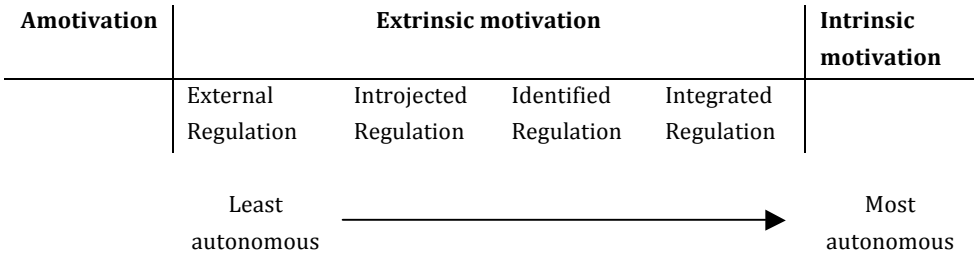 Amotivation Extrinsic motivation Intrinsic
motivation
External Introjected Identified Integrated
Regulation Regulation Regulation Regulation
Least Most
autonomous autonomous